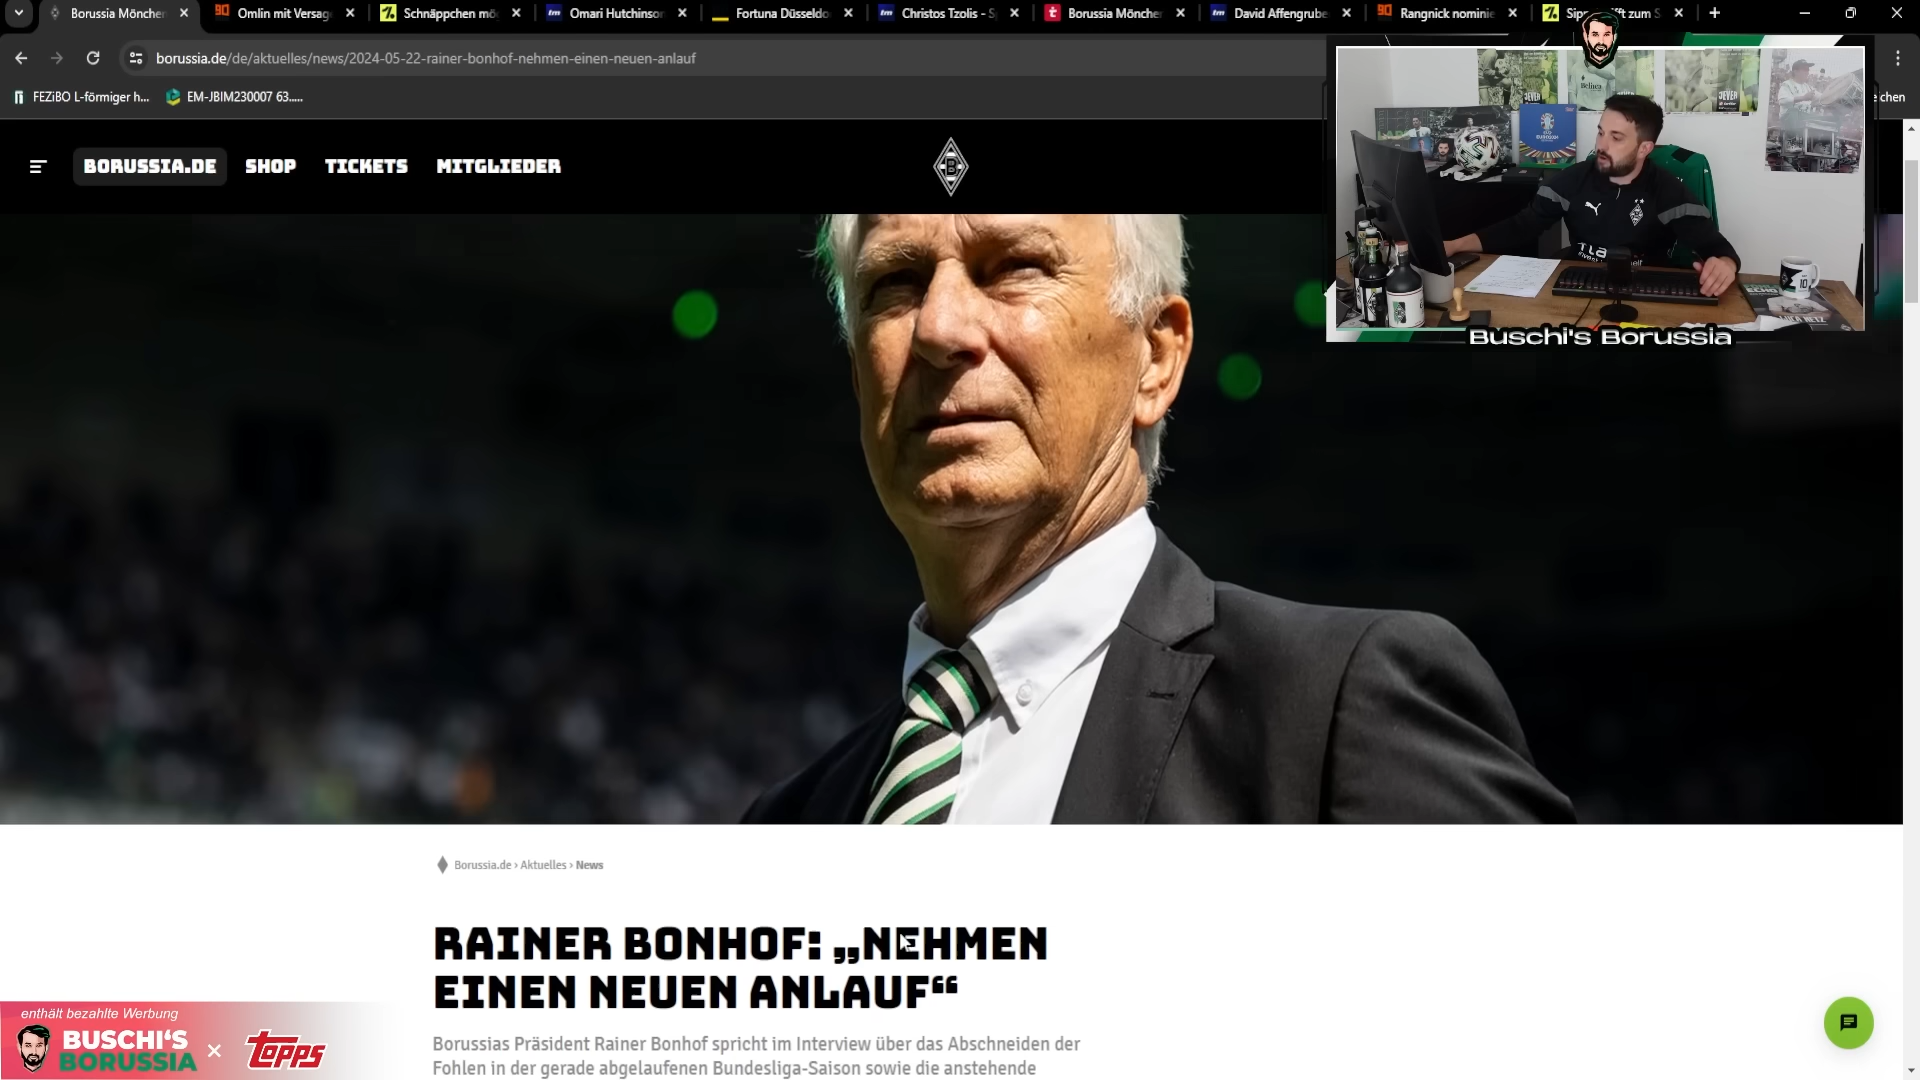 Borussia Mönchen
Omlin mit Versag
Schnäppchen mö
Omari Hutchinson
Fortuna Düsseldo
Christos Tzolis - S
Borussia Mönchen
David Affengrube
Rangnick nominie
borussia.de/de/aktuelles/news/2024-05-22-rainer-bonhof-nehmen-einen-neuen-anlauf
FEZiBO L-förmiger h...
EM-JBIM230007 63.....
BORUSSIA.DE
SHOP
TICKETS
MITGLIEDER
Buschi's Borussia
Borussia.de › Aktuelles › News
RAINER BONHOF: „NEHMEN
EINEN NEUEN ANLAUF“
Borussias Präsident Rainer Bonhof spricht im Interview über das Abschneiden der
Fohlen in der gerade abgelaufenen Bundesliga-Saison sowie die anstehende
enthält bezahlte Werbung
BUSCHI'S
BORUSSIA
×
topps